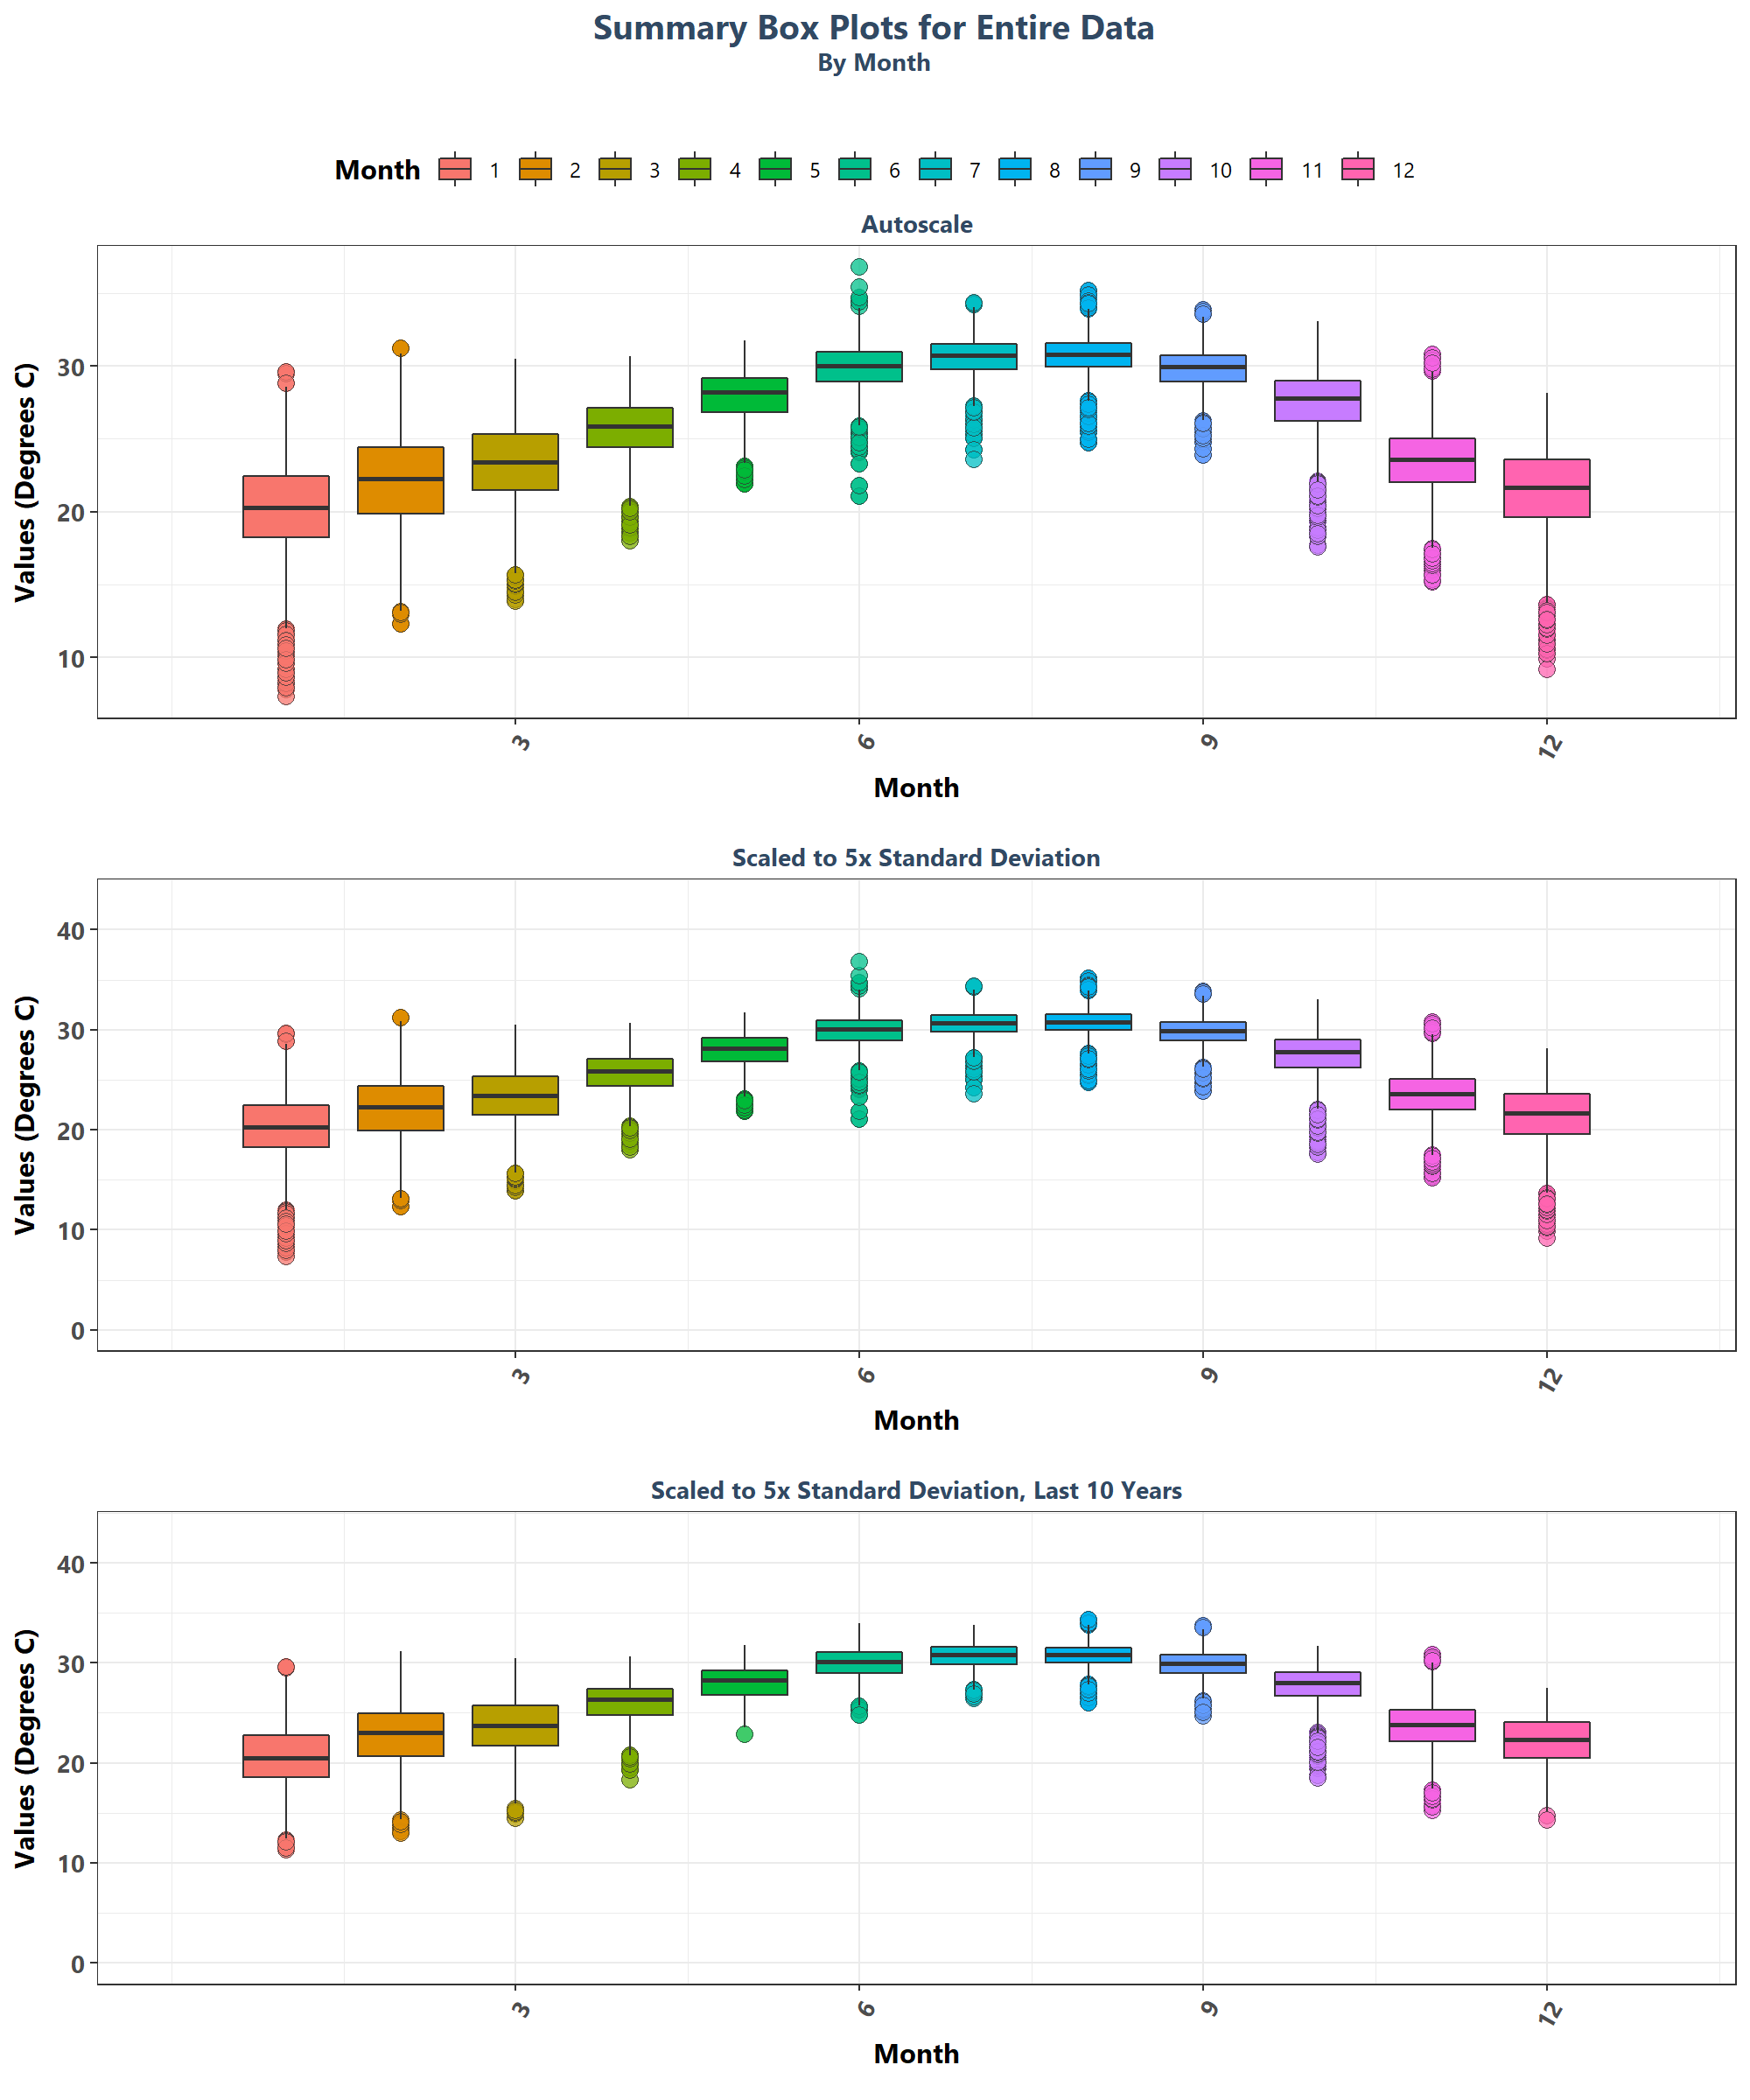 Summary Box Plots for Entire Data
By Month
Month 1 2 3 4 5 6 7 8 9 10 11 12
Autoscale
Values (Degrees C)
30
20
10
3 6 9 12
Month
Scaled to 5x Standard Deviation
Values (Degrees C)
40
30
20
10
0
3 6 9 12
Month
Scaled to 5x Standard Deviation, Last 10 Years
Values (Degrees C)
40
30
20
10
0
3 6 9 12
Month